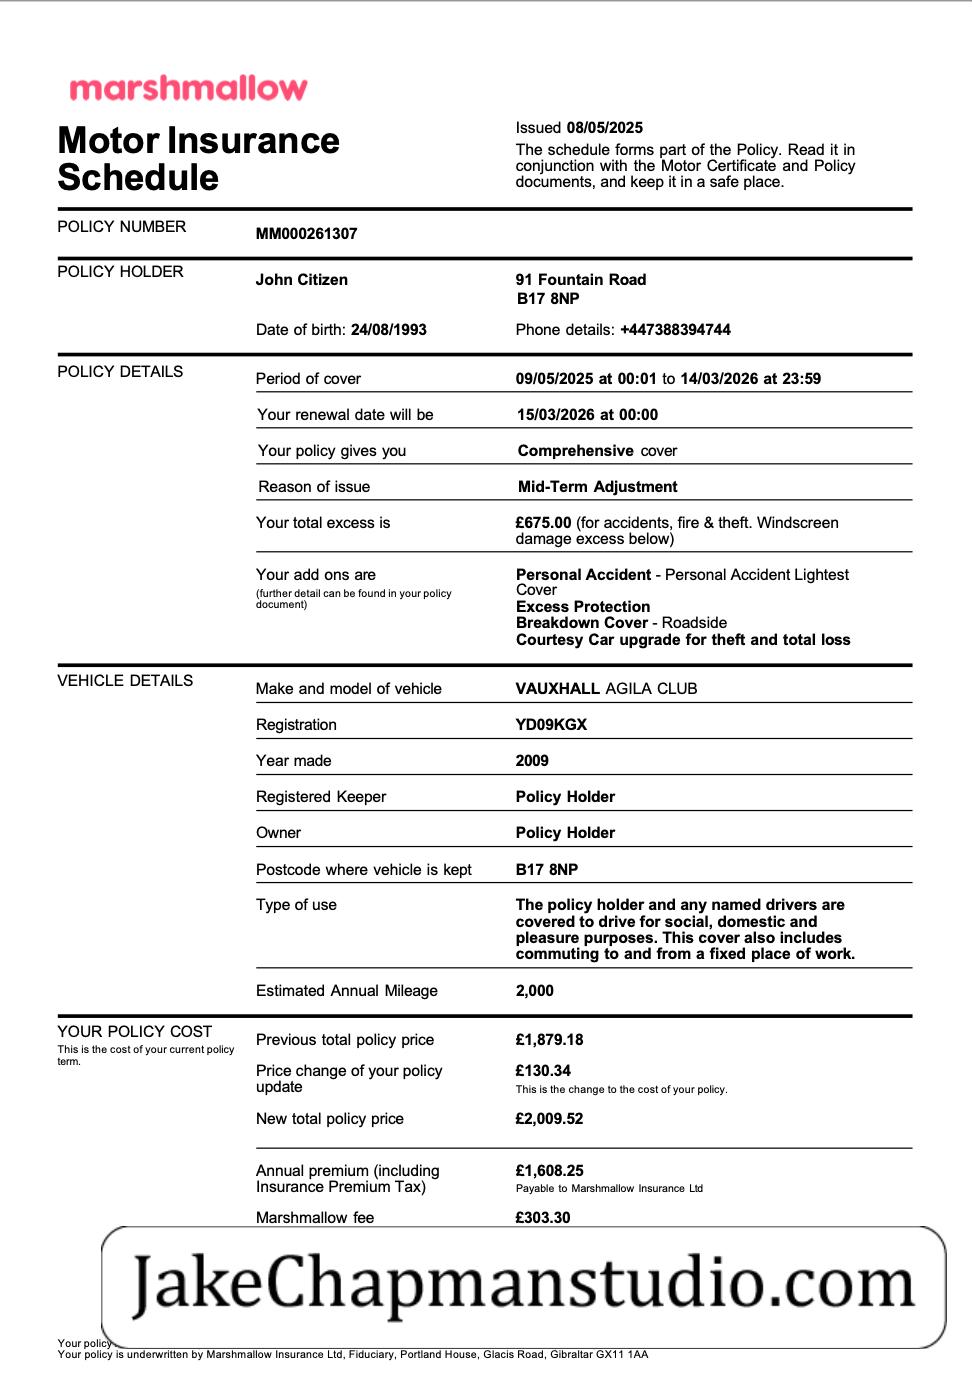 marshmallow
Motor Insurance
Schedule
Issued 08/05/2025
The schedule forms part of the Policy. Read it in
conjunction with the Motor Certificate and Policy
documents, and keep it in a safe place.
POLICY NUMBER
MM000261307
POLICY HOLDER
John Citizen
91 Fountain Road
B17 8NP
Date of birth: 24/08/1993
Phone details: +447388394744
POLICY DETAILS
Period of cover
09/05/2025 at 00:01 to 14/03/2026 at 23:59
Your renewal date will be
15/03/2026 at 00:00
Your policy gives you
Comprehensive cover
Reason of issue
Mid-Term Adjustment
Your total excess is
£675.00 (for accidents, fire & theft. Windscreen
damage excess below)
Your add ons are
(further detail can be found in your policy
document)
Personal Accident - Personal Accident Lightest
Cover
Excess Protection
Breakdown Cover - Roadside
Courtesy Car upgrade for theft and total loss
VEHICLE DETAILS
Make and model of vehicle
VAUXHALL AGILA CLUB
Registration
YD09KGX
Year made
2009
Registered Keeper
Policy Holder
Owner
Policy Holder
Postcode where vehicle is kept
B17 8NP
Type of use
The policy holder and any named drivers are
covered to drive for social, domestic and
pleasure purposes. This cover also includes
commuting to and from a fixed place of work.
Estimated Annual Mileage
2,000
YOUR POLICY COST
This is the cost of your current policy
term.
Previous total policy price
£1,879.18
Price change of your policy
update
£130.34
This is the change to the cost of your policy.
New total policy price
£2,009.52
Annual premium (including
Insurance Premium Tax)
£1,608.25
Payable to Marshmallow Insurance Ltd
Marshmallow fee
£303.30
JakeChapmanstudio.com
Your policy
Your policy is underwritten by Marshmallow Insurance Ltd, Fiduciary, Portland House, Glacis Road, Gibraltar GX11 1AA